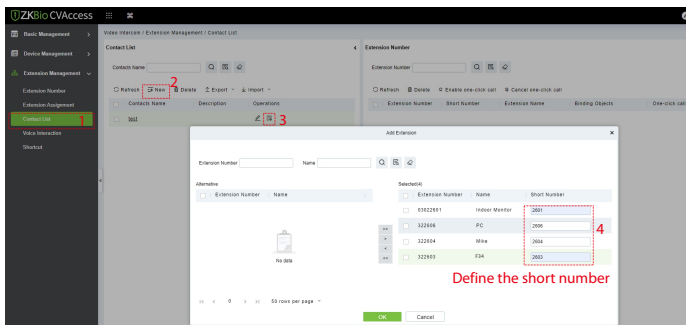 ZKBio CVAccess
Basic Management
Device Management
Extension Management
Extension Number
Extension Assignment
Contact List
1
Voice Interaction
Shortcut
Video Intercom / Extension Management / Contact List
Contact List
Contacts Name
2
Refresh New Delete Export Import
Contacts Name Description Operations
test
3
Extension Number
Extension Number
Refresh Delete Enable one-click call Cancel one-click call
Extension Number Short Number Extension Name Binding Objects One-click call
Add Extension
Extension Number Name
Alternative
Extension Number Name
No data
0 50 rows per page
Selected(4)
Extension Number Name Short Number
03022601 Indoor Monitor 2601
322606 PC 2606
322604 Mike 2604
322603 F34 2603
4
Define the short number
OK Cancel